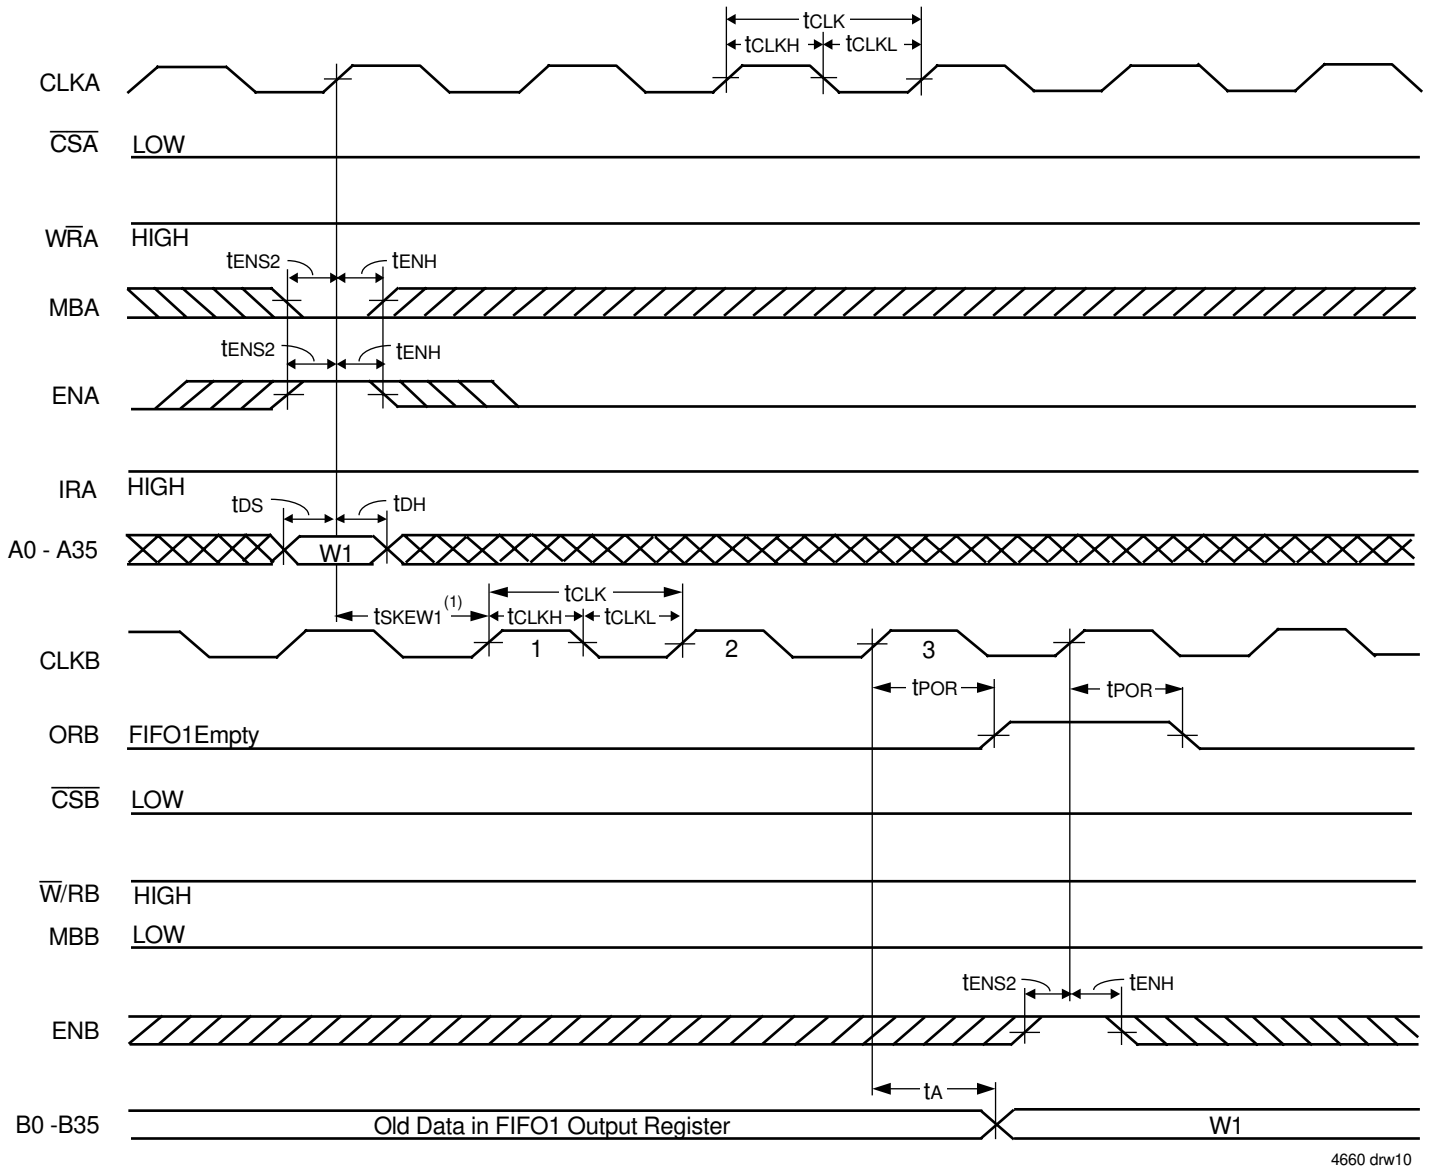 tCLK
tCLKH tCLKL
CLKA
CSA LOW
WRA HIGH
tENS2 tENH
MBA
tENS2 tENH
ENA
IRA HIGH
tDS tDH
A0 - A35 W1
tCLK
tSKEW1 (1) tCLKH tCLKL
CLKB 1 2 3
tPOR tPOR
ORB FIFO1Empty
CSB LOW
W/RB HIGH
MBB LOW
tENS2 tENH
ENB
tA
B0 -B35 Old Data in FIFO1 Output Register W1
4660 drw10